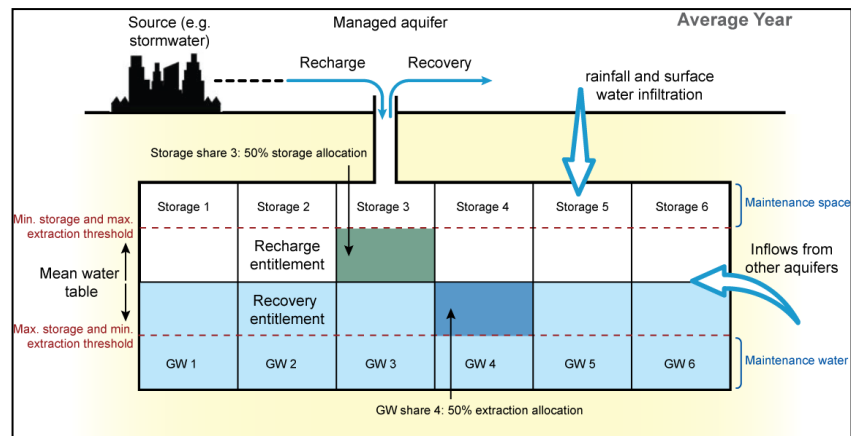 Average Year
Source (e.g.
stormwater)
Managed aquifer
Recharge
Recovery
rainfall and surface
water infiltration
Storage share 3: 50% storage allocation
Storage 1
Storage 2
Storage 3
Storage 4
Storage 5
Storage 6
Maintenance space
Min. storage and max.
extraction threshold
Recharge
entitlement
Mean water
table
Inflows from
other aquifers
Recovery
entitlement
Max. storage and min.
extraction threshold
GW 1
GW 2
GW 3
GW 4
GW 5
GW 6
Maintenance water
GW share 4: 50% extraction allocation